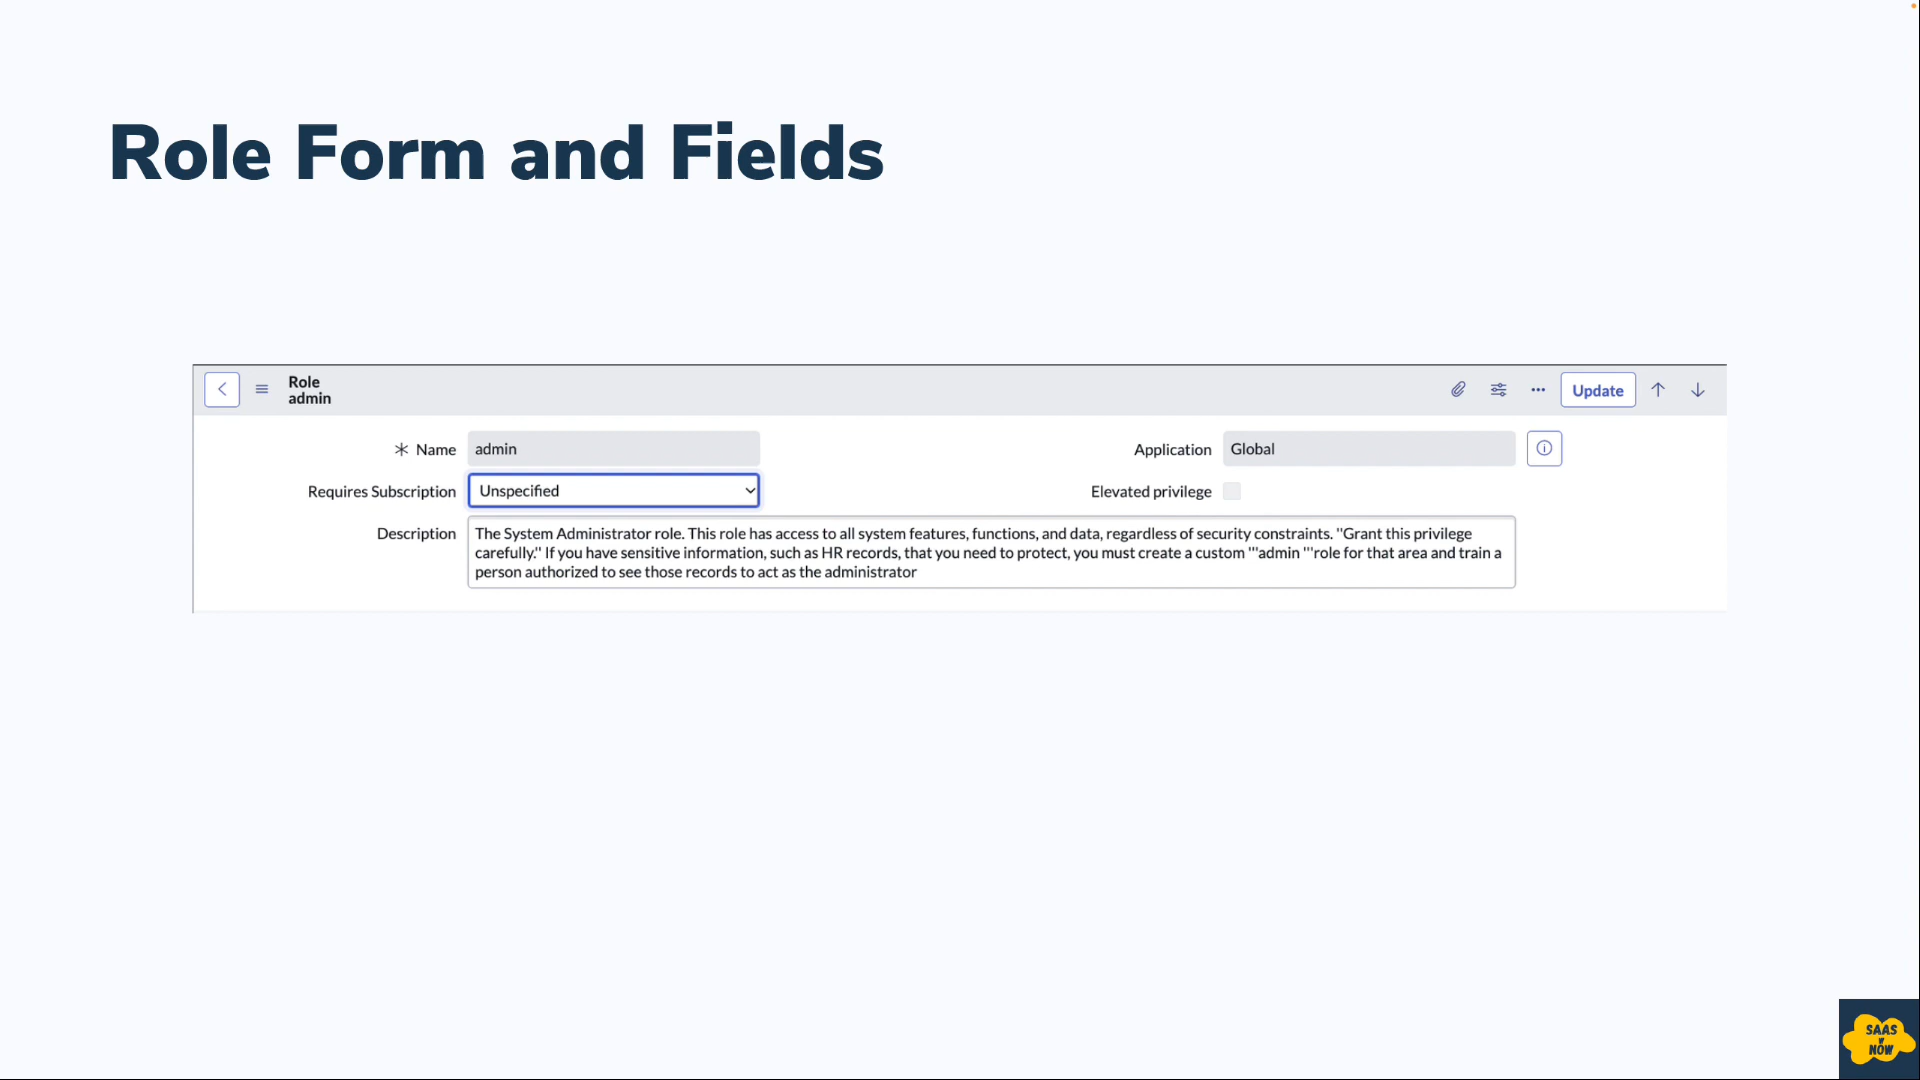 Role Form and Fields
Role
admin
Update
Name admin
Application Global
Requires Subscription Unspecified
Elevated privilege
Description
The System Administrator role. This role has access to all system features, functions, and data, regardless of security constraints. ''Grant this privilege
carefully.'' If you have sensitive information, such as HR records, that you need to protect, you must create a custom '''admin '''role for that area and train a
person authorized to see those records to act as the administrator
SAAS
N
NOW